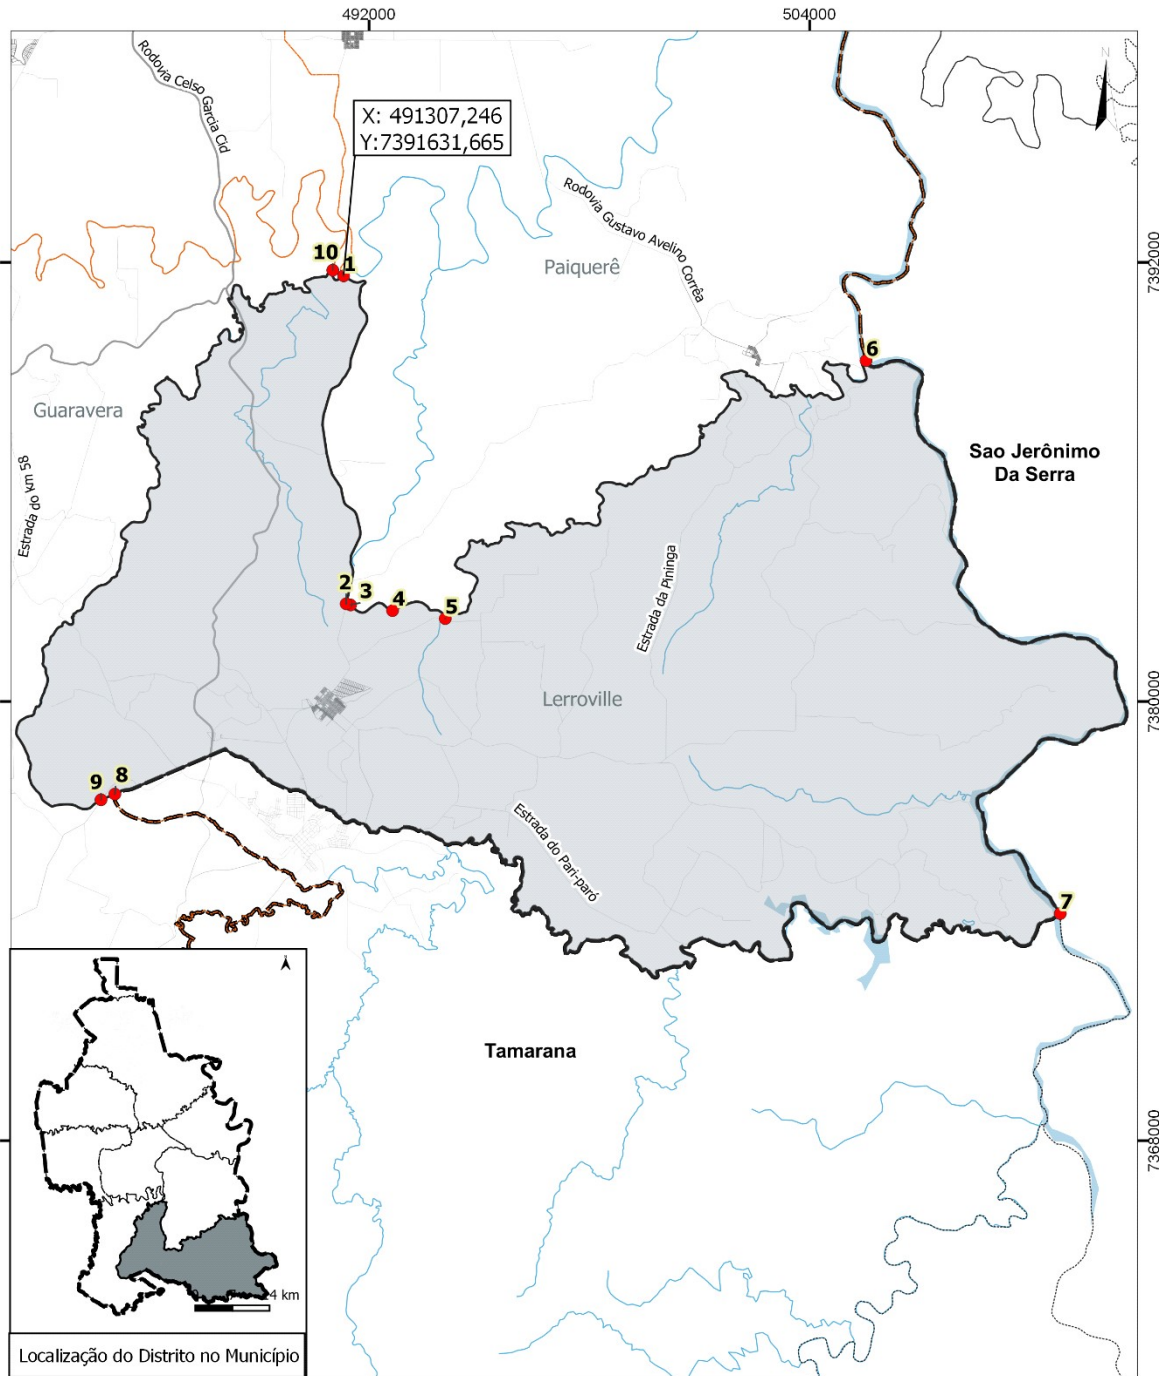 492000
504000
N
Rodovia Celso Garcia Cid
X: 491307,246
Y:7391631,665
Rodovia Gustavo Avelino Corrêa
10
1
Paiquerê
7392000
6
Guaravera
Sao Jerônimo
Da Serra
Estrada do km 58
Estrada da Pininga
2
3
4
5
Lerroville
7380000
9
8
Estrada do Pari-paró
7
Tamarana
7368000
4 km
Localização do Distrito no Município